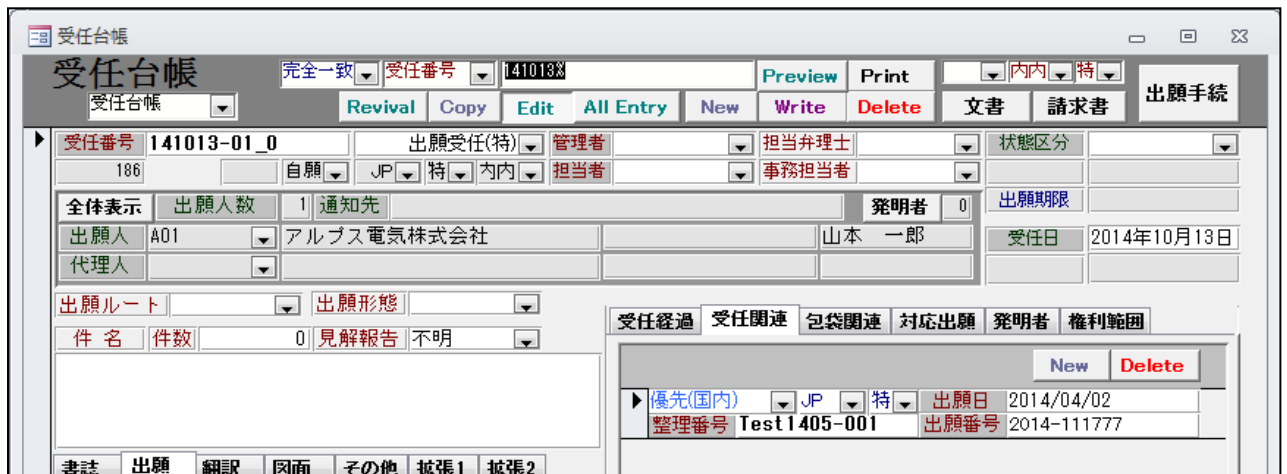 受任台帳
受任台帳 完全一致 受任番号 141013% Preview Print 内内 特 出願手続
受任台帳 Revival Copy Edit All Entry New Write Delete 文書 請求書
受任番号 141013-01_0 出願受任(特) 管理者 担当弁理士 状態区分
186 自願 JP 特 内内 担当者 事務担当者
全体表示 出願人数 1 通知先 発明者 0 出願期限
出願人 A01 アルプス電気株式会社 山本 一郎 受任日 2014年10月13日
代理人
出願ルート 出願形態
受任経過 受任関連 包袋関連 対応出願 発明者 権利範囲
件 名 件数 0 見解報告 不明
New Delete
優先(国内) JP 特 出願日 2014/04/02
整理番号 Test1405-001 出願番号 2014-111777
書誌 出願 翻訳 図面 その他 拡張1 拡張2